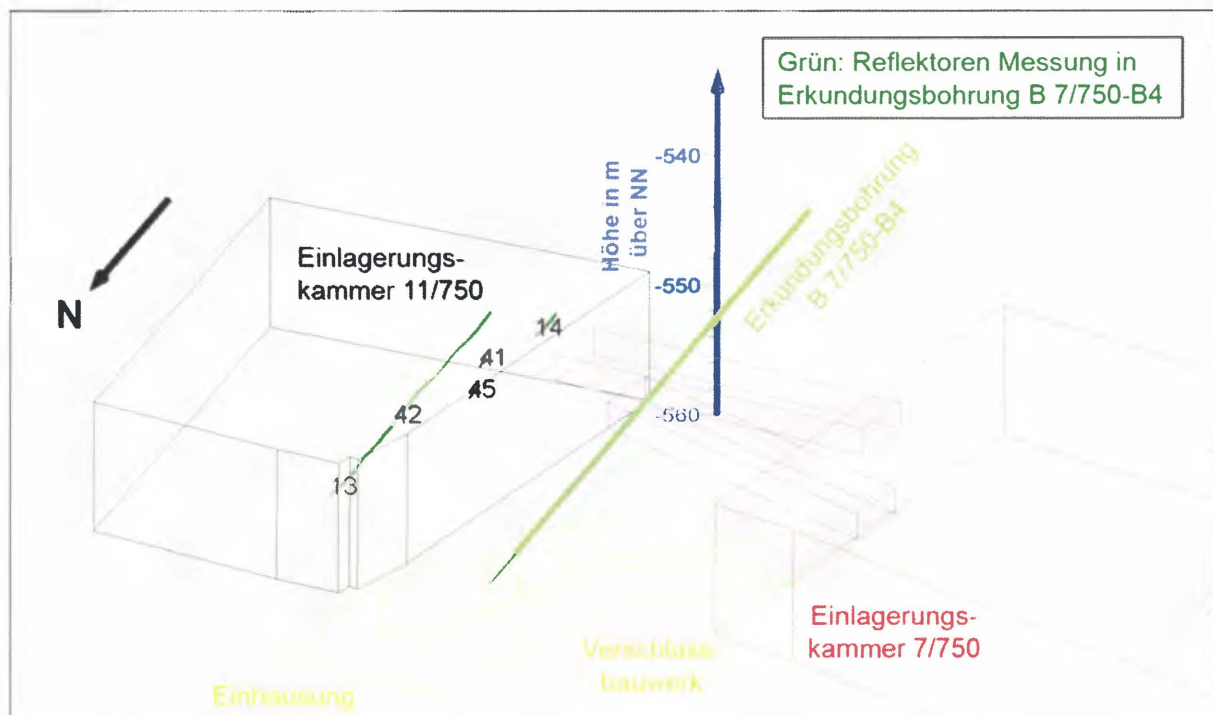 Grün: Reflektoren Messung in
Erkundungsbohrung B 7/750-B4
-540
Höhe in m
über NN
Erkundungsbohrung
B 7/750-B4
N
Einlagerungs-
kammer 11/750
-550
14
41
45
42
-560
13
Einlagerungs-
kammer 7/750
Verschluss-
bauwerk
Einhausung